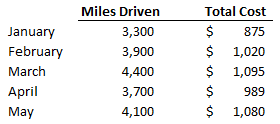 Miles Driven Total Cost
January 3,300 $ 875
February 3,900 $ 1,020
March 4,400 $ 1,095
April 3,700 $ 989
May 4,100 $ 1,080